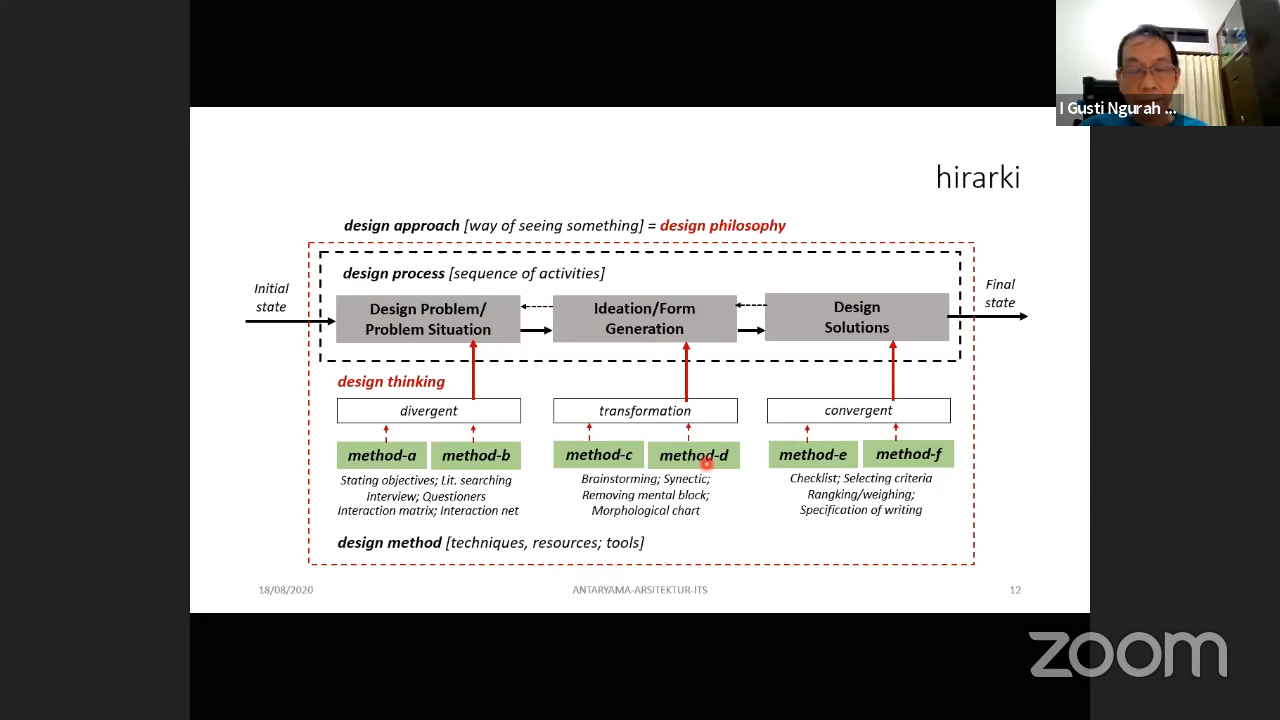 I Gusti Ngurah ...
hirarki
design approach [way of seeing something] = design philosophy
design process [sequence of activities]
Initial
state
Design Problem/
Problem Situation
Ideation/Form
Generation
Design
Solutions
Final
state
design thinking
divergent
transformation
convergent
method-a
method-b
method-c
method-d
method-e
method-f
Stating objectives; Lit. searching
Interview; Questioners
Interaction matrix; Interaction net
Brainstorming; Synectic;
Removing mental block;
Morphological chart
Checklist; Selecting criteria
Rangking/weighing;
Specification of writing
design method [techniques, resources; tools]
18/08/2020
ANTARYAMA-ARSITEKTUR-ITS
12
zoom